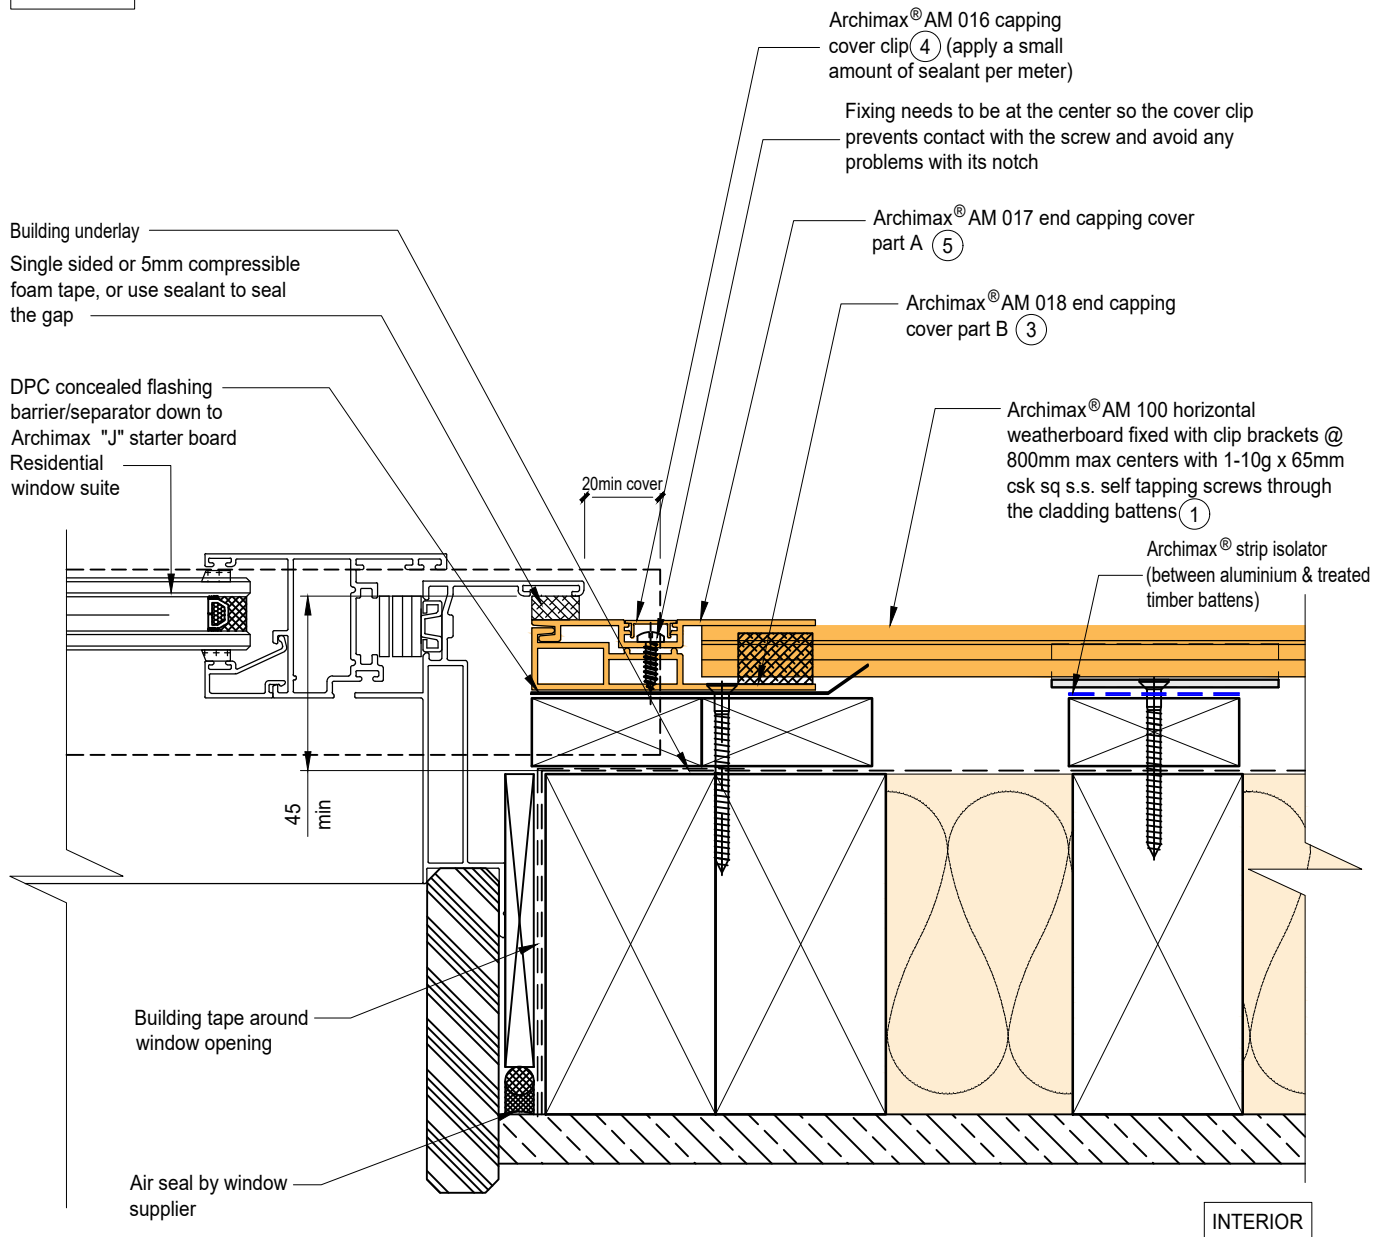 Archimax® AM 016 capping
cover clip 4 (apply a small
amount of sealant per meter)
Fixing needs to be at the center so the cover clip
prevents contact with the screw and avoid any
problems with its notch
Building underlay
Archimax® AM 017 end capping cover
part A 5
Single sided or 5mm compressible
foam tape, or use sealant to seal
the gap
Archimax® AM 018 end capping
cover part B 3
DPC concealed flashing
barrier/separator down to
Archimax "J" starter board
Residential
window suite
Archimax® AM 100 horizontal
weatherboard fixed with clip brackets @
800mm max centers with 1-10g x 65mm
csk sq s.s. self tapping screws through
the cladding battens 1
20min cover
Archimax® strip isolator
(between aluminium & treated
timber battens)
45
min
Building tape around
window opening
Air seal by window
supplier
INTERIOR